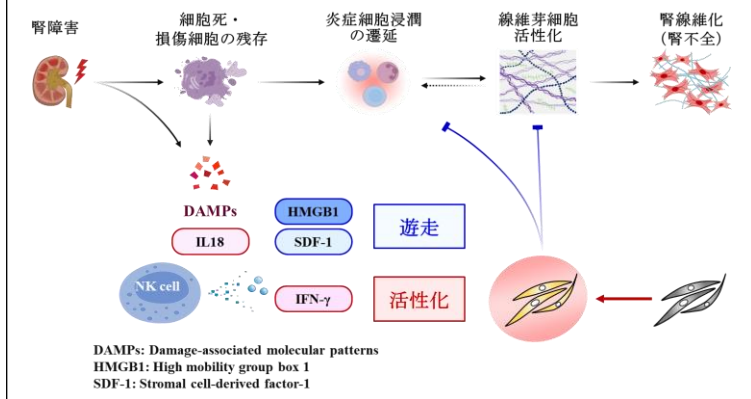 腎障害
細胞死・
損傷細胞の残存
炎症細胞浸潤
の遷延
線維芽細胞
活性化
腎線維化
(腎不全)
DAMPs
HMGB1
IL18
SDF-1
遊走
NK cell
IFN-γ
活性化
DAMPs: Damage-associated molecular patterns
HMGB1: High mobility group box 1
SDF-1: Stromal cell-derived factor-1